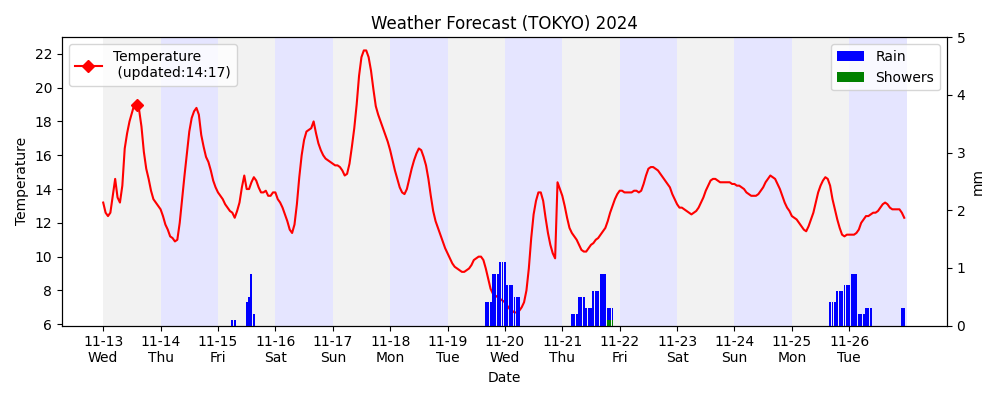 Weather Forecast (TOKYO) 2024
Temperature
(updated:14:17)
Rain
Showers
Temperature
22
20
18
16
14
12
10
8
6
5
4
3
2
1
0
mm
11-13 11-14 11-15 11-16 11-17 11-18 11-19 11-20 11-21 11-22 11-23 11-24 11-25 11-26
Wed Thu Fri Sat Sun Mon Tue Wed Thu Fri Sat Sun Mon Tue
Date